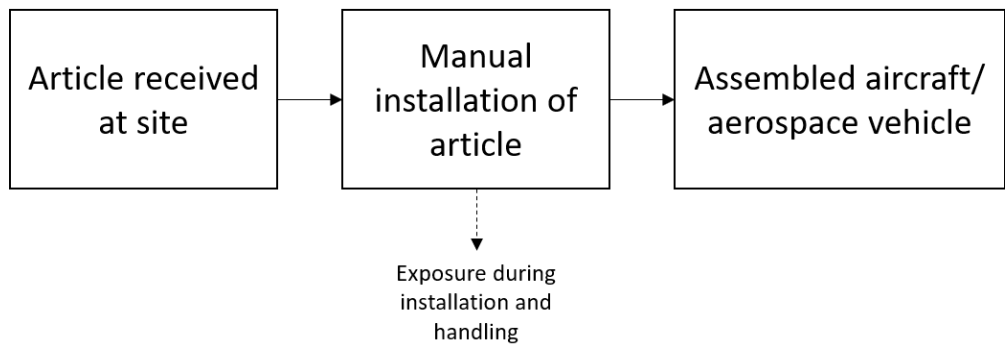 Article received
at site
Manual
installation of
article
Assembled aircraft/
aerospace vehicle
Exposure during
installation and
handling